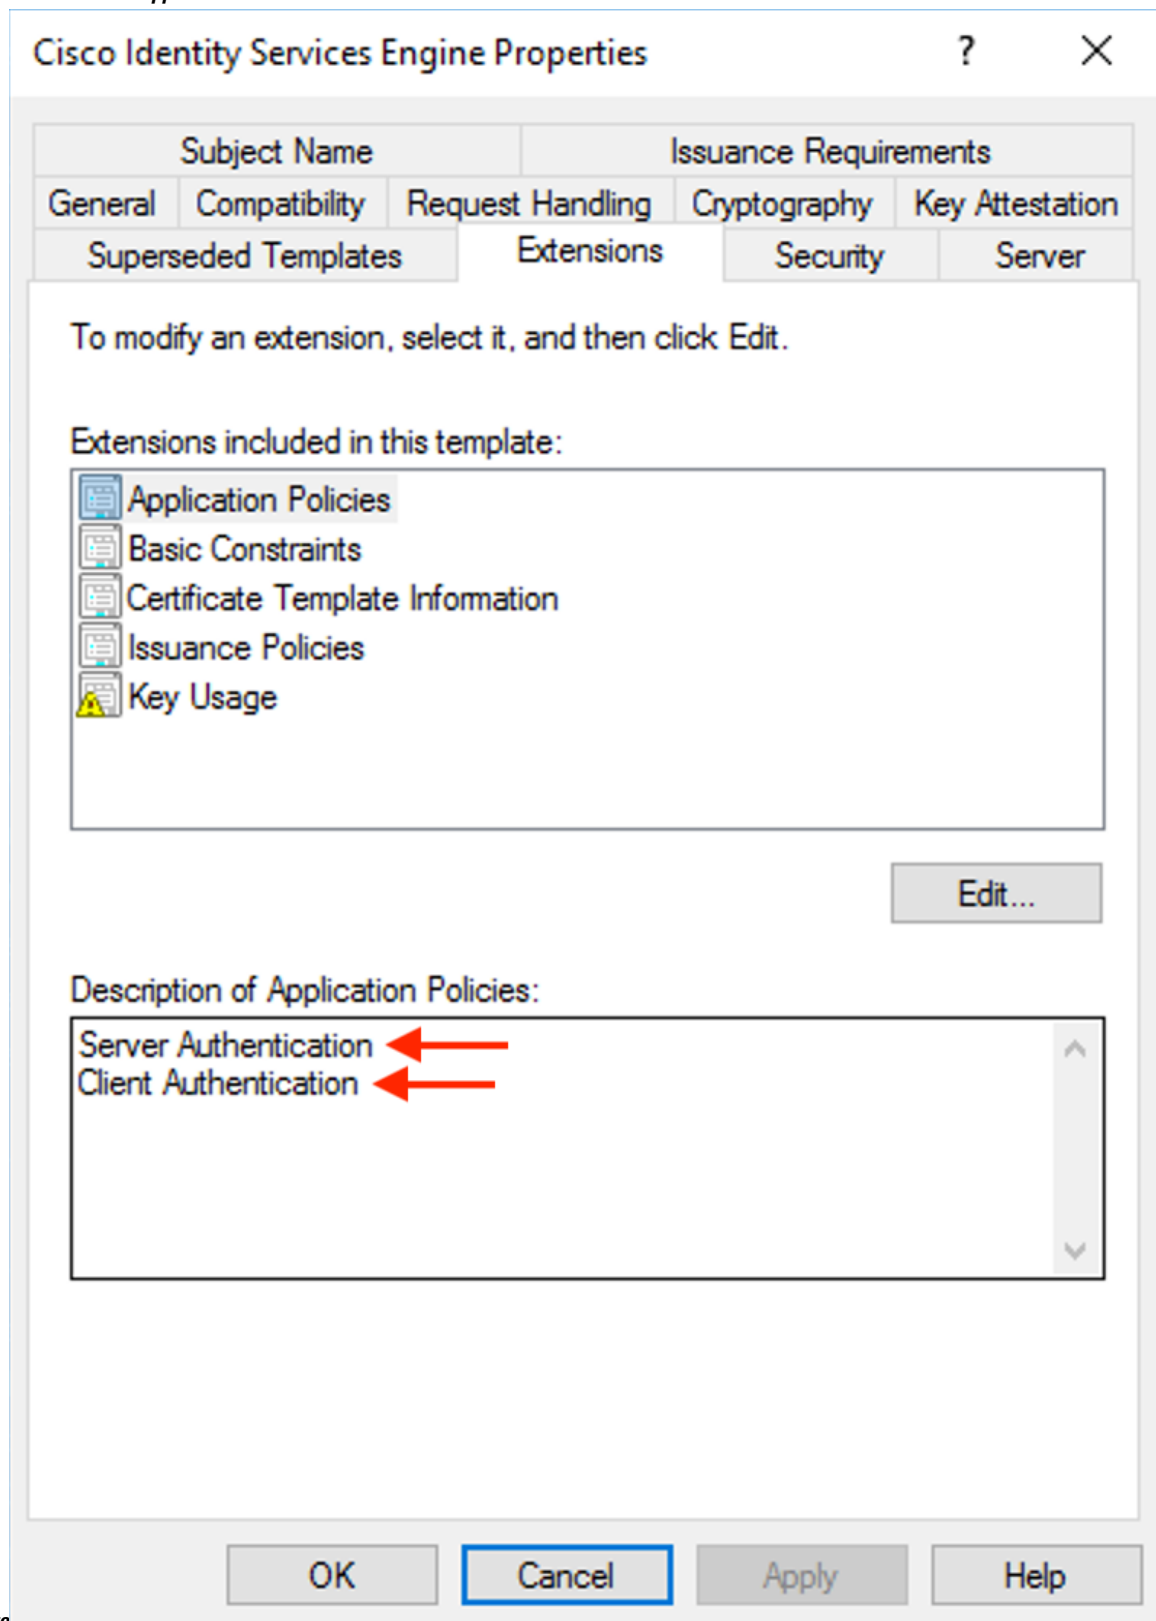 Cisco Identity Services Engine Properties
?
Subject Name
Issuance Requirements
General
Compatibility
Request Handling
Cryptography
Key Attestation
Superseded Templates
Extensions
Security
Server
To modify an extension, select it, and then click Edit.
Extensions included in this template:
Application Policies
Basic Constraints
Certificate Template Information
Issuance Policies
Key Usage
Edit...
Description of Application Policies:
Server Authentication
Client Authentication
OK
Cancel
Apply
Help